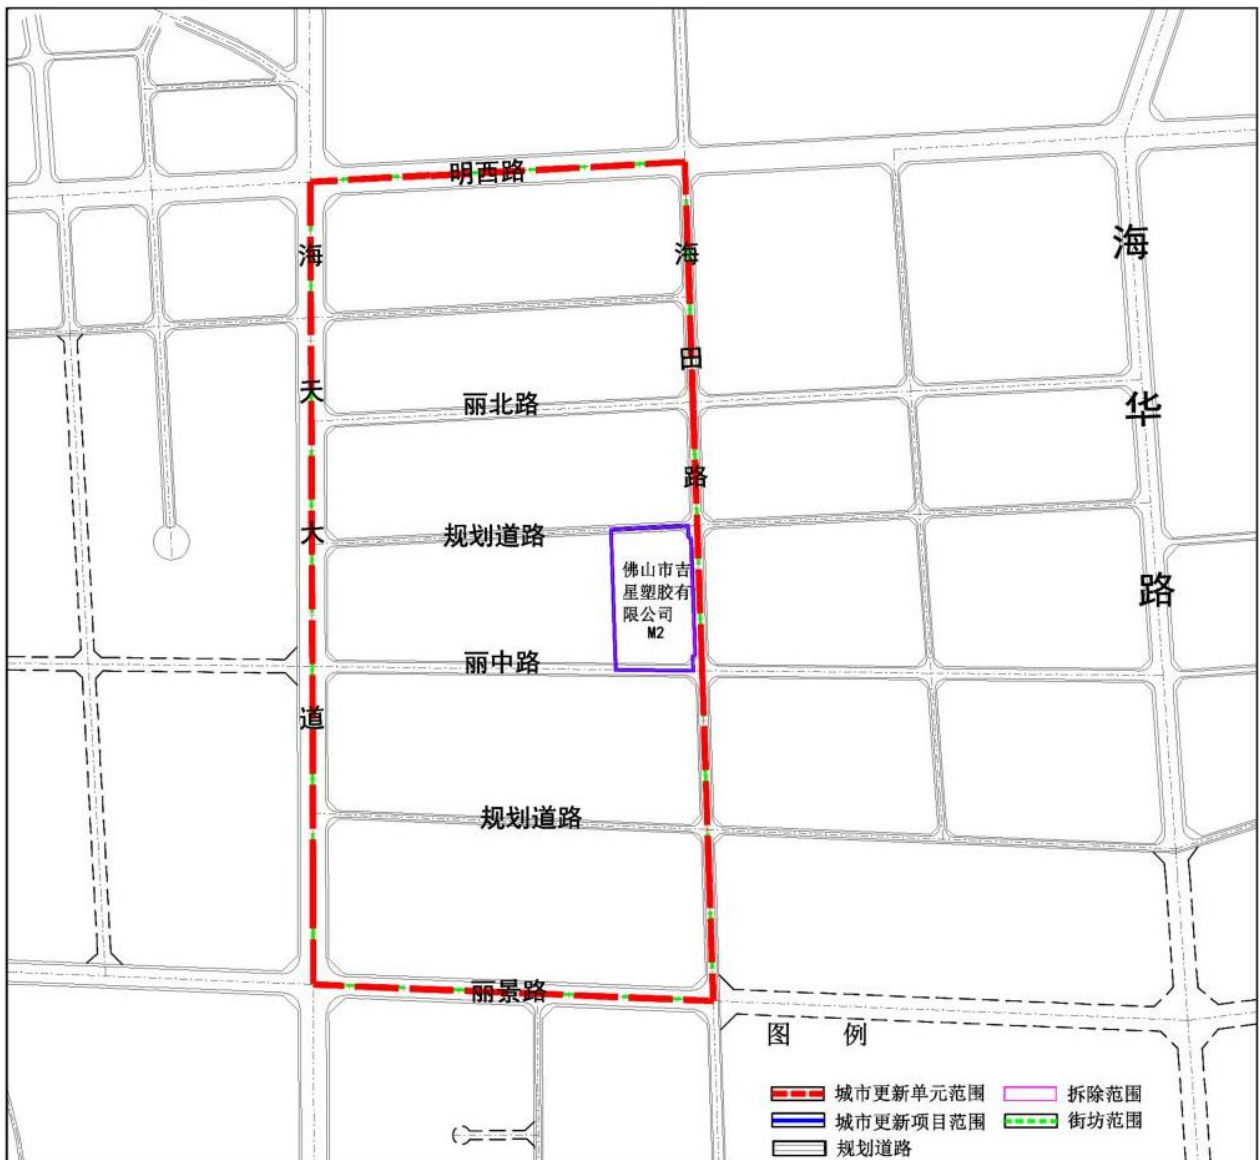 明西路
海天大道
海田路
海华路
丽北路
规划道路
佛山市吉
星塑胶有
限公司
M2
丽中路
规划道路
丽景路
图 例
城市更新单元范围
拆除范围
城市更新项目范围
街坊范围
规划道路